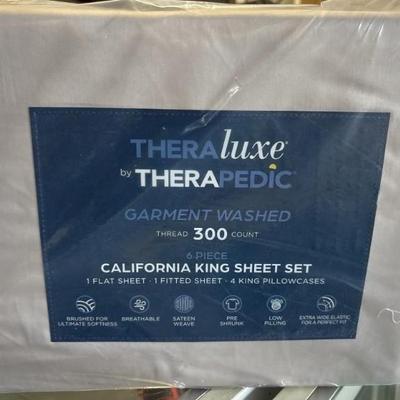 THERAluxe®
by THERAPEDIC®
GARMENT WASHED
THREAD 300 COUNT
6 PIECE
CALIFORNIA KING SHEET SET
1 FLAT SHEET · 1 FITTED SHEET · 4 KING PILLOWCASES
BRUSHED FOR ULTIMATE SOFTNESS
BREATHABLE
SATEEN WEAVE
PRE SHRUNK
LOW PILLING
EXTRA WIDE ELASTIC FOR A PERFECT FIT